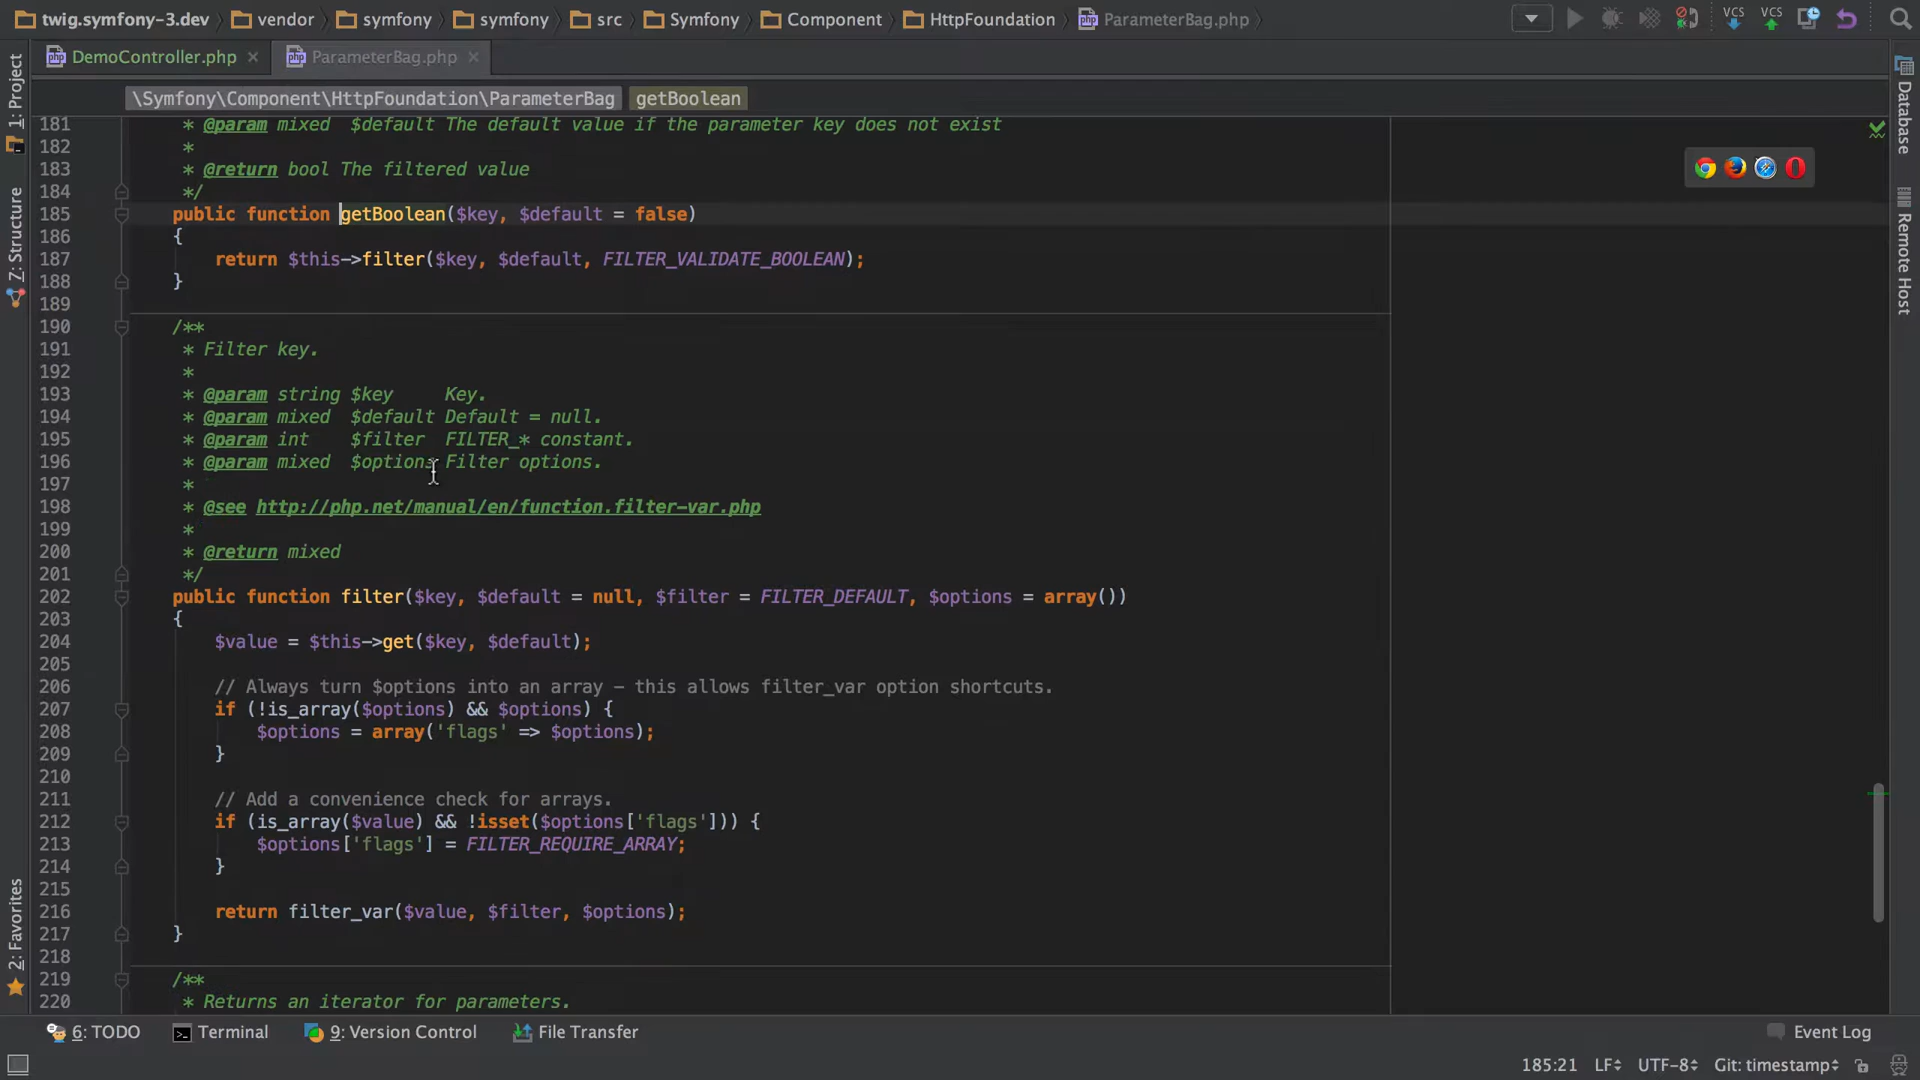 twig.symfony-3.dev vendor symfony symfony src Symfony Component HttpFoundation ParameterBag.php
VCS VCS
DemoController.php ParameterBag.php
\Symfony\Component\HttpFoundation\ParameterBag getBoolean
181 * @param mixed $default The default value if the parameter key does not exist
182 *
183 * @return bool The filtered value
184 */
185 public function getBoolean($key, $default = false)
186 {
187 return $this->filter($key, $default, FILTER_VALIDATE_BOOLEAN);
188 }
189
190 /**
191 * Filter key.
192 *
193 * @param string $key Key.
194 * @param mixed $default Default = null.
195 * @param int $filter FILTER_* constant.
196 * @param mixed $options Filter options.
197 *
198 * @see http://php.net/manual/en/function.filter-var.php
199 *
200 * @return mixed
201 */
202 public function filter($key, $default = null, $filter = FILTER_DEFAULT, $options = array())
203 {
204 $value = $this->get($key, $default);
205
206 // Always turn $options into an array – this allows filter_var option shortcuts.
207 if (!is_array($options) && $options) {
208 $options = array('flags' => $options);
209 }
210
211 // Add a convenience check for arrays.
212 if (is_array($value) && !isset($options['flags'])) {
213 $options['flags'] = FILTER_REQUIRE_ARRAY;
214 }
215
216 return filter_var($value, $filter, $options);
217 }
218
219 /**
220 * Returns an iterator for parameters.
1: Project
7: Structure
2: Favorites
Database
Remote Host
6: TODO Terminal 9: Version Control File Transfer Event Log
185:21 LF UTF-8 Git: timestamp